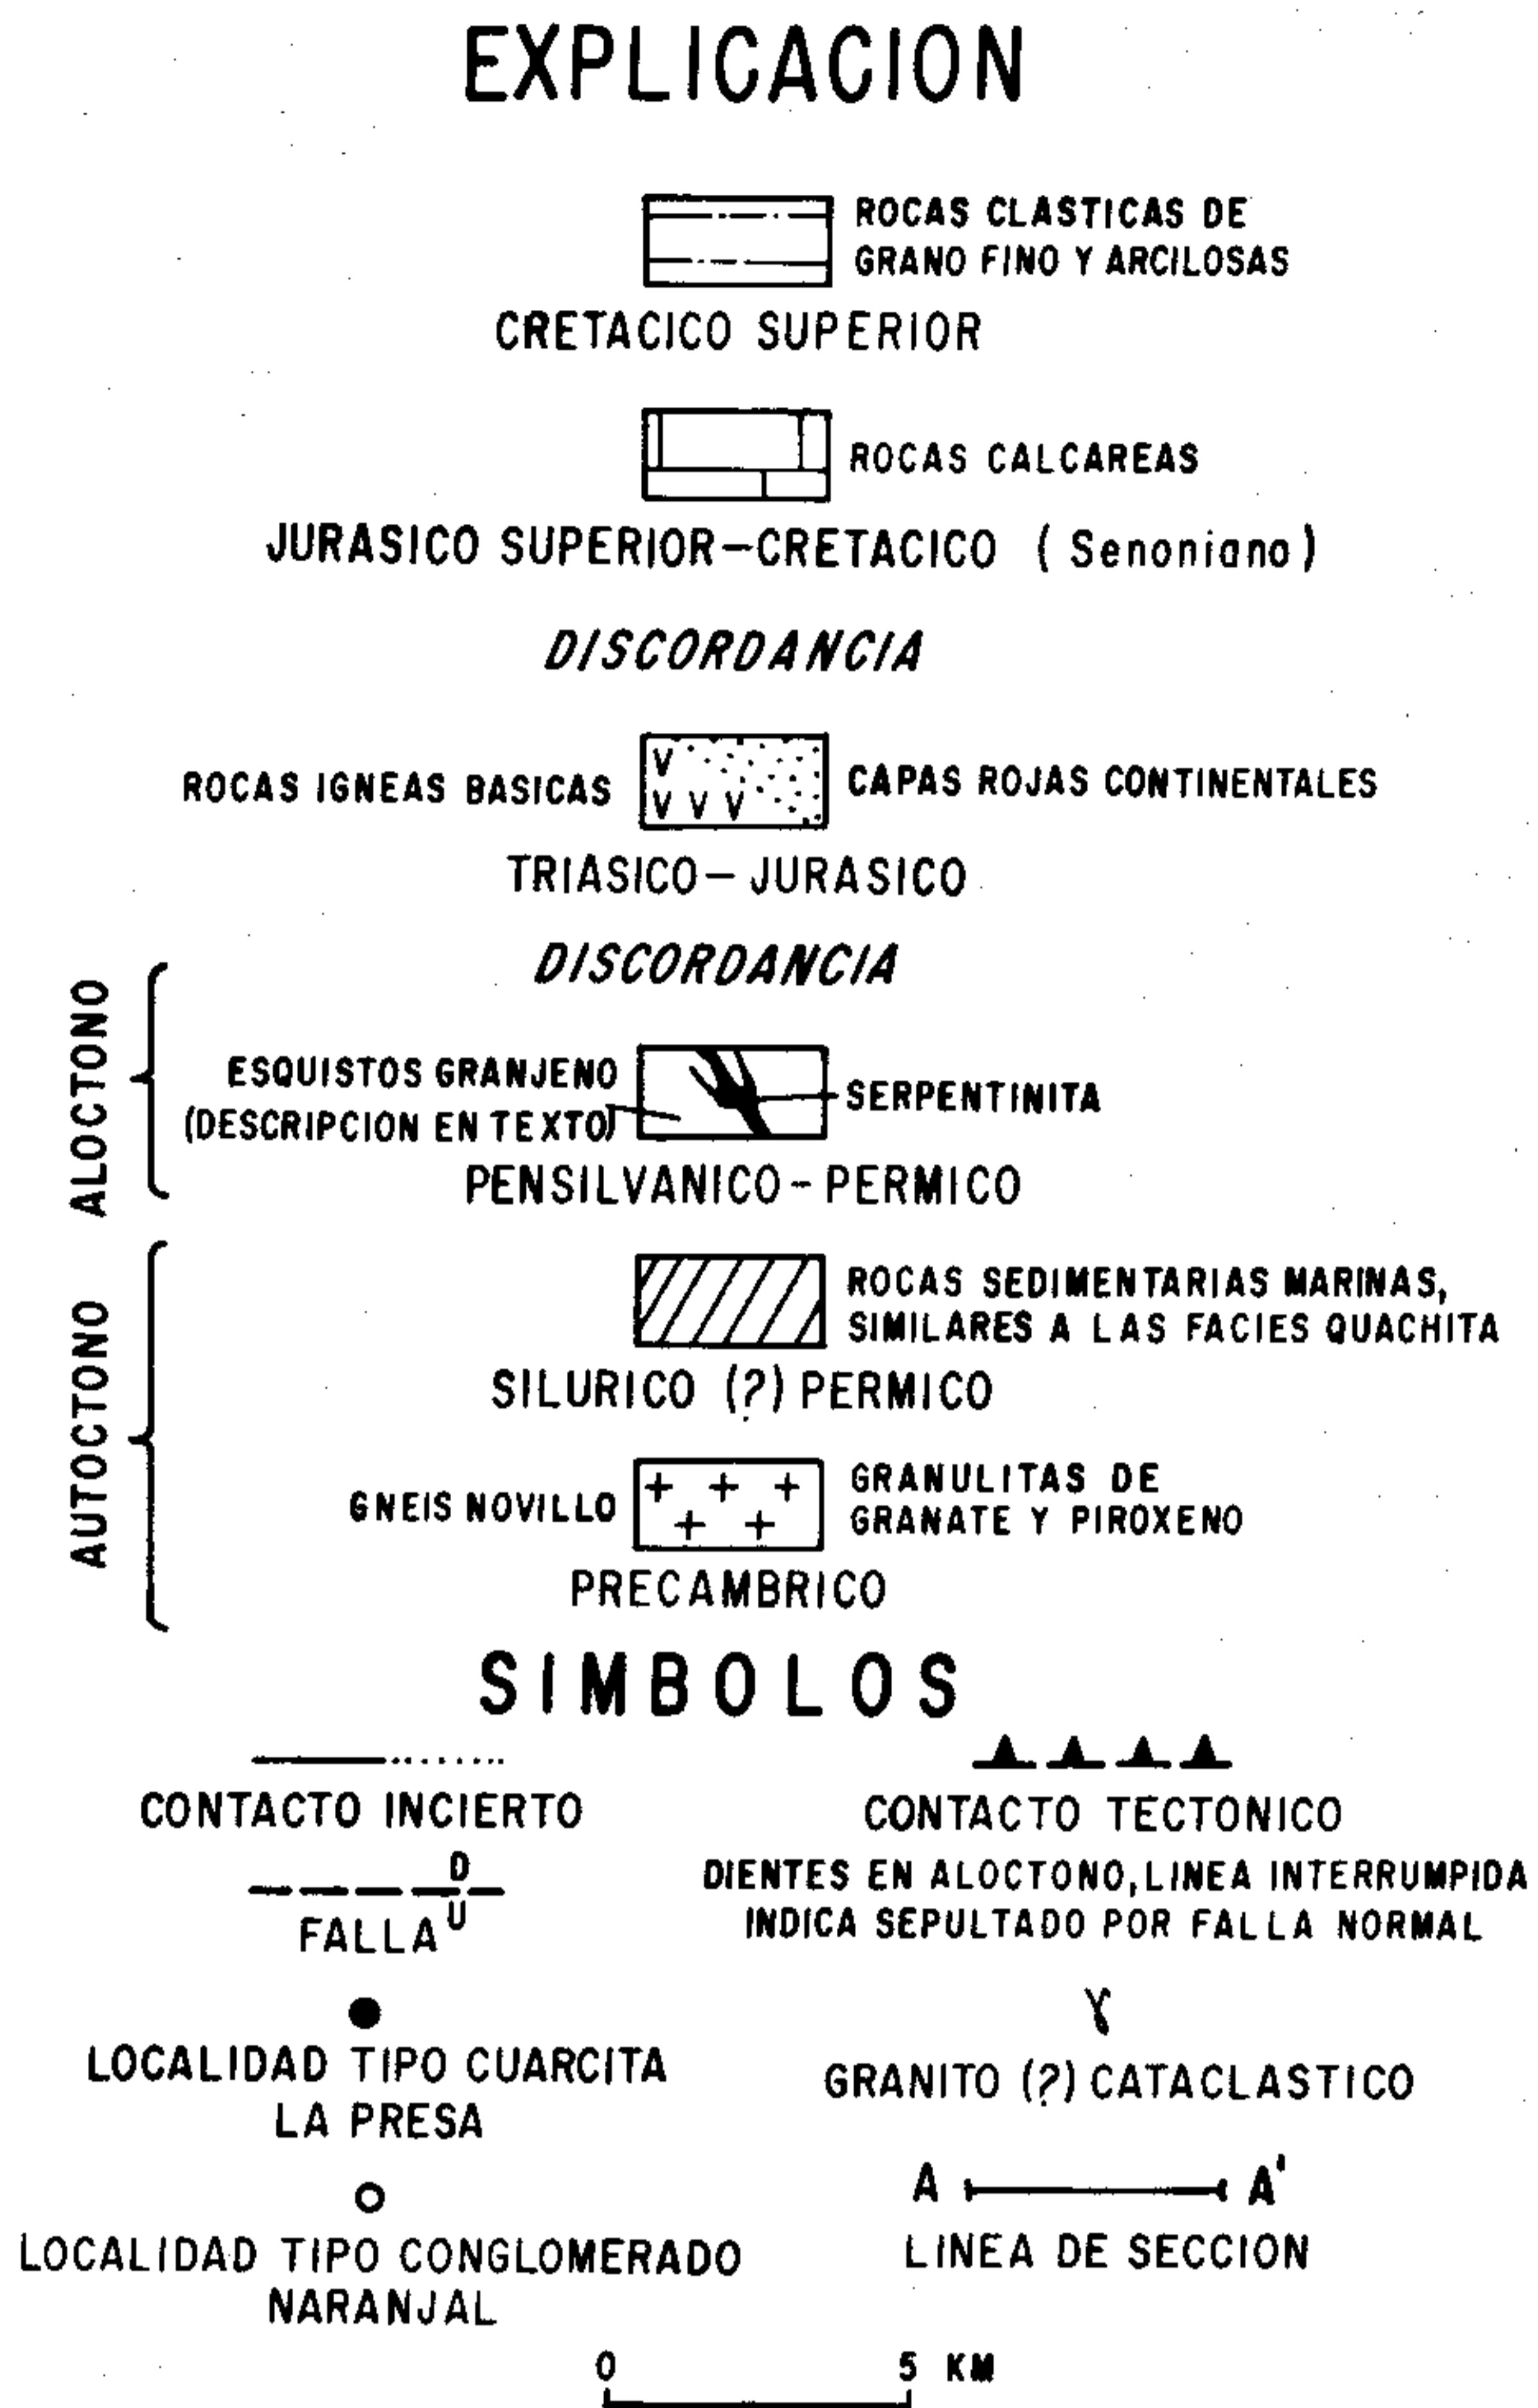 EXPLICACION
ROCAS CLASTICAS DE
GRANO FINO Y ARCILOSAS
CRETACICO SUPERIOR
ROCAS CALCAREAS
JURASICO SUPERIOR-CRETACICO (Senoniano)
DISCORDANCIA
ROCAS IGNEAS BASICAS
V
V V V
CAPAS ROJAS CONTINENTALES
TRIASICO-JURASICO
DISCORDANCIA
ALOCTONO
ESQUISTOS GRANJENO
(DESCRIPCION EN TEXTO)
SERPENTINITA
PENSILVANICO-PERMICO
AUTOCTONO
ROCAS SEDIMENTARIAS MARINAS,
SIMILARES A LAS FACIES QUACHITA
SILURICO (?) PERMICO
GNEIS NOVILLO
GRANULITAS DE
GRANATE Y PIROXENO
PRECAMBRICO
SIMBOLOS
CONTACTO INCIERTO
CONTACTO TECTONICO
DIENTES EN ALOCTONO, LINEA INTERRUMPIDA
INDICA SEPULTADO POR FALLA NORMAL
D
U
FALLA
LOCALIDAD TIPO CUARCITA
LA PRESA
γ
GRANITO (?) CATACLASTICO
LOCALIDAD TIPO CONGLOMERADO
NARANJAL
A A'
LINEA DE SECCION
0 5 KM